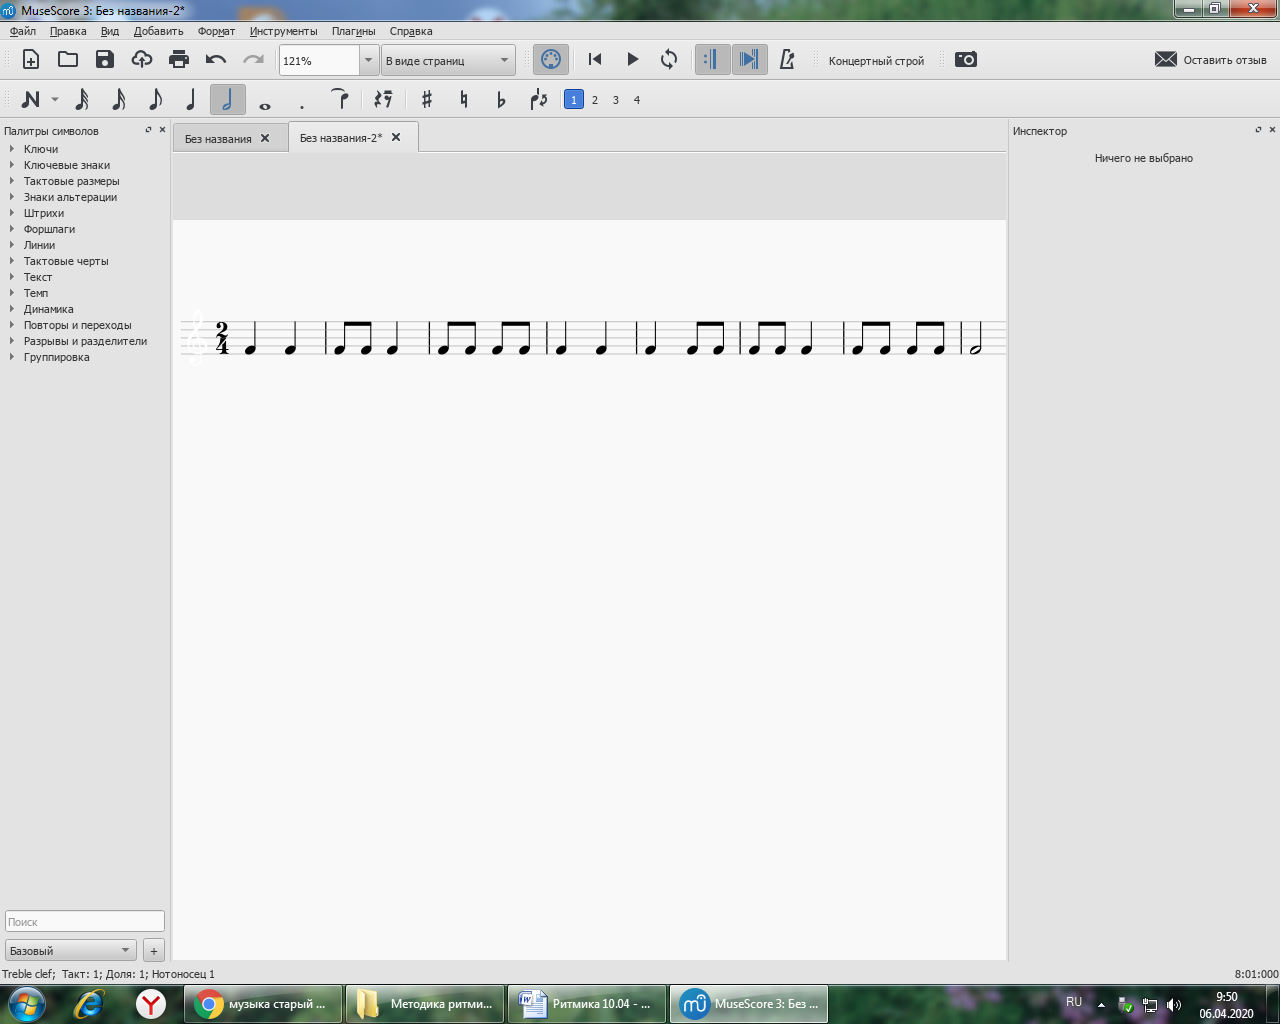 MuseScore 3: Без названия-2*
Файл Правка Вид Добавить Формат Инструменты Плагины Справка
121% В виде страниц Концертный строй Оставить отзыв
1 2 3 4
Палитры символов
Ключи
Ключевые знаки
Тактовые размеры
Знаки альтерации
Штрихи
Форшлаги
Линии
Тактовые черты
Текст
Темп
Динамика
Повторы и переходы
Разрывы и разделители
Группировка
Поиск
Базовый +
Без названия Без названия-2*
2
4
Инспектор
Ничего не выбрано
Treble clef; Такт: 1; Доля: 1; Нотоносец 1 8:01:000
музыка старый ... Методика ритми... Ритмика 10.04 - ... MuseScore 3: Без ... RU 9:50
06.04.2020